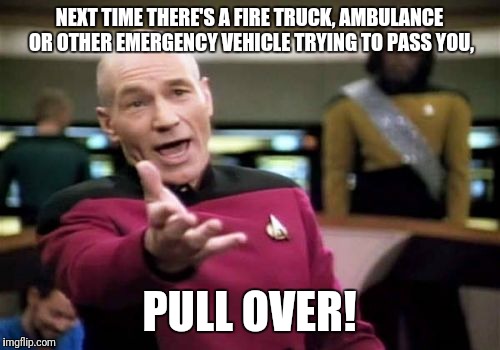 NEXT TIME THERE'S A FIRE TRUCK, AMBULANCE
OR OTHER EMERGENCY VEHICLE TRYING TO PASS YOU,
PULL OVER!
imgflip.com